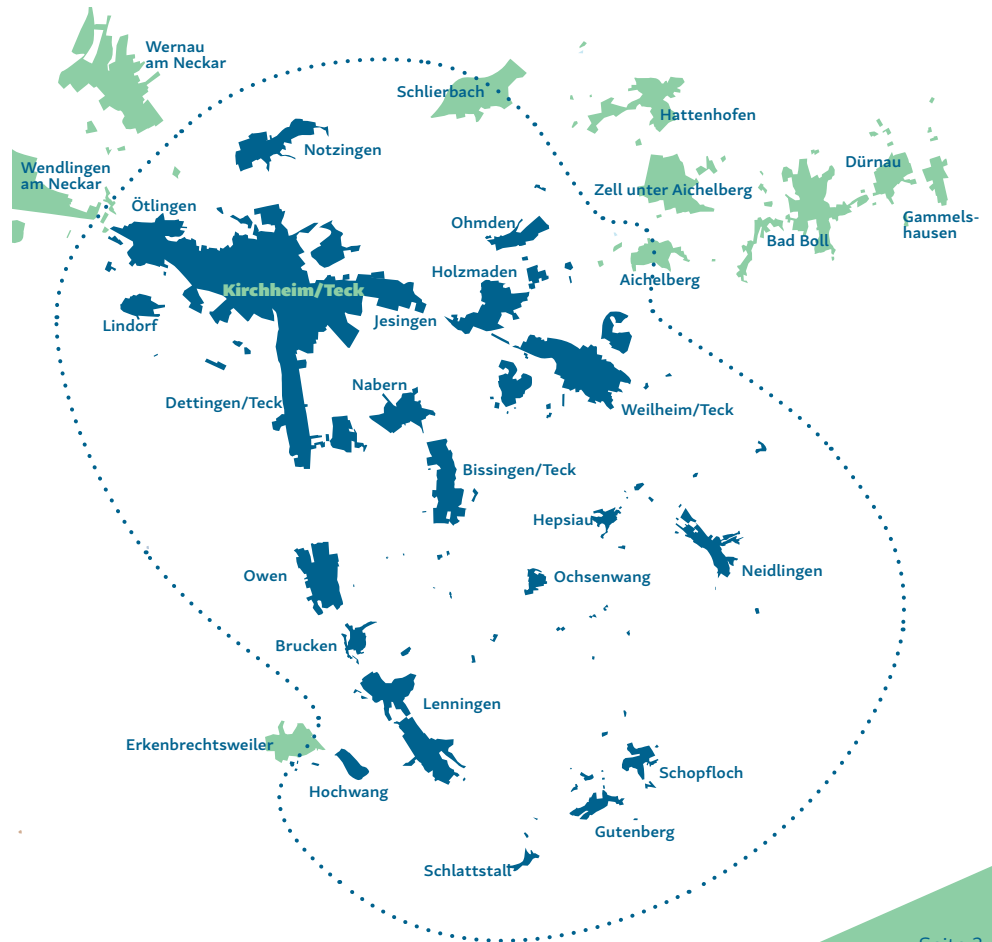 Wernau
am Neckar
Schlierbach
Hattenhofen
Notzingen
Wendlingen
am Neckar
Dürnau
Zell unter Aichelberg
Ötlingen
Gammels-
hausen
Ohmden
Bad Boll
Holzmaden
Aichelberg
Kirchheim/Teck
Jesingen
Lindorf
Nabern
Dettingen/Teck
Weilheim/Teck
Bissingen/Teck
Hepsiau
Neidlingen
Owen
Ochsenwang
Brucken
Lenningen
Erkenbrechtsweiler
Schopfloch
Hochwang
Gutenberg
Schlattstall